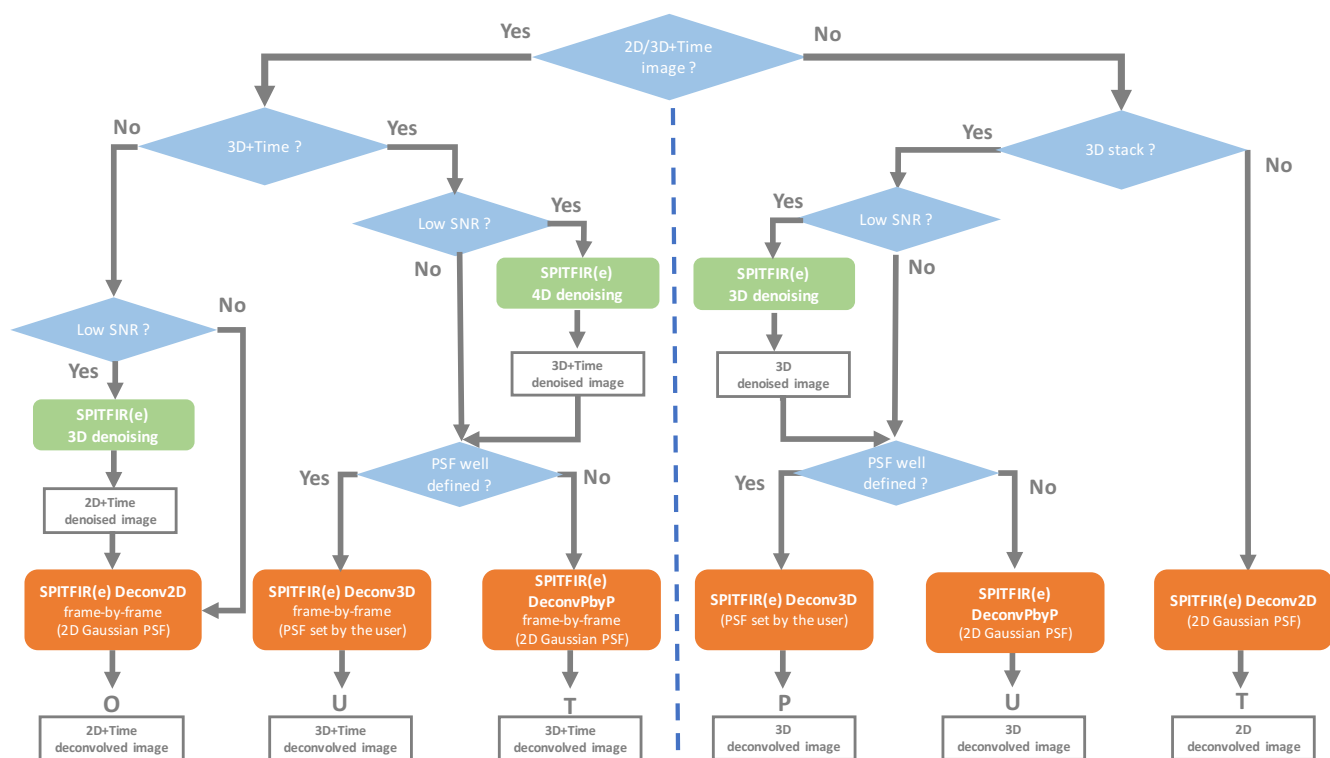 2D/3D+Time
image ?
Yes
No
3D+Time ?
No
Yes
3D stack ?
Yes
No
Low SNR ?
Yes
No
SPITFIR(e)
4D denoising
3D+Time
denoised image
Low SNR ?
Yes
No
SPITFIR(e)
3D denoising
3D
denoised image
Low SNR ?
No
Yes
SPITFIR(e)
3D denoising
2D+Time
denoised image
PSF well
defined ?
Yes
No
PSF well
defined ?
Yes
No
SPITFIR(e) Deconv2D
frame-by-frame
(2D Gaussian PSF)
SPITFIR(e) Deconv3D
frame-by-frame
(PSF set by the user)
SPITFIR(e)
DeconvPbyP
frame-by-frame
(2D Gaussian PSF)
SPITFIR(e) Deconv3D
(PSF set by the user)
SPITFIR(e)
DeconvPbyP
(2D Gaussian PSF)
SPITFIR(e) Deconv2D
(2D Gaussian PSF)
O U T P U T
2D+Time
deconvolved image
3D+Time
deconvolved image
3D+Time
deconvolved image
3D
deconvolved image
3D
deconvolved image
2D
deconvolved image